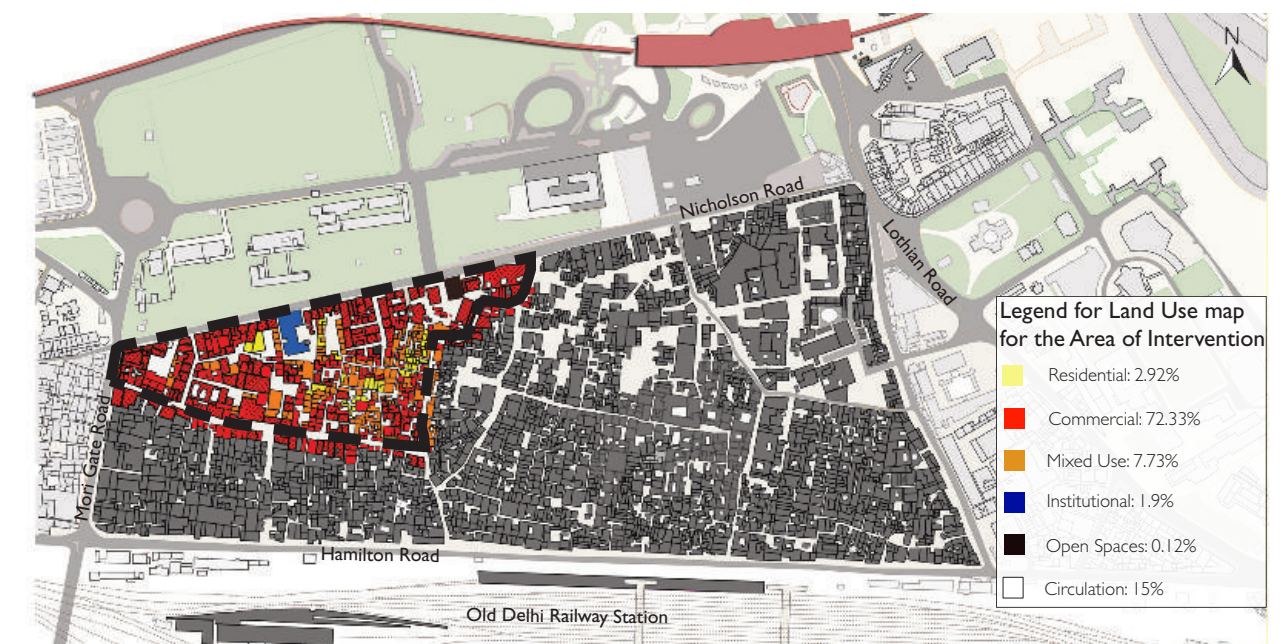 N
Nicholson Road
Lothian Road
Legend for Land Use map
for the Area of Intervention
Residential: 2.92%
Commercial: 72.33%
Mixed Use: 7.73%
Institutional: 1.9%
Open Spaces: 0.12%
Circulation: 15%
Mori Gate Road
Hamilton Road
Old Delhi Railway Station